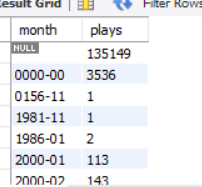 Result Grid Filter Rows
month plays
NULL 135149
0000-00 3536
0156-11 1
1981-11 1
1986-01 2
2000-01 113
2000-02 143